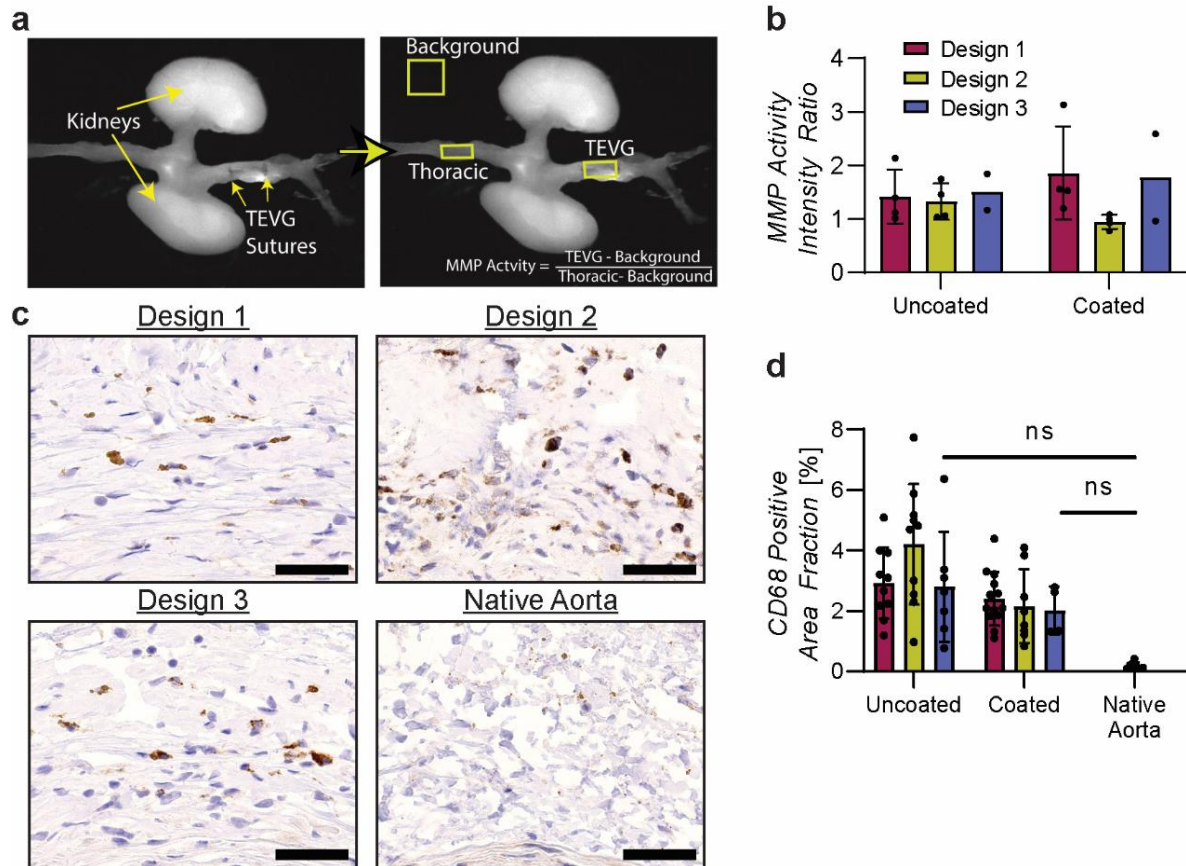 a
Kidneys
TEVG
Sutures
Background
Thoracic
TEVG
MMP Actvity = TEVG - Background
Thoracic- Background
b
MMP Activity
Intensity Ratio
4
3
2
1
0
Design 1
Design 2
Design 3
Uncoated
Coated
c
Design 1
Design 2
Design 3
Native Aorta
d
CD68 Positive
Area Fraction [%]
8
6
4
2
0
ns
ns
Uncoated
Coated
Native
Aorta